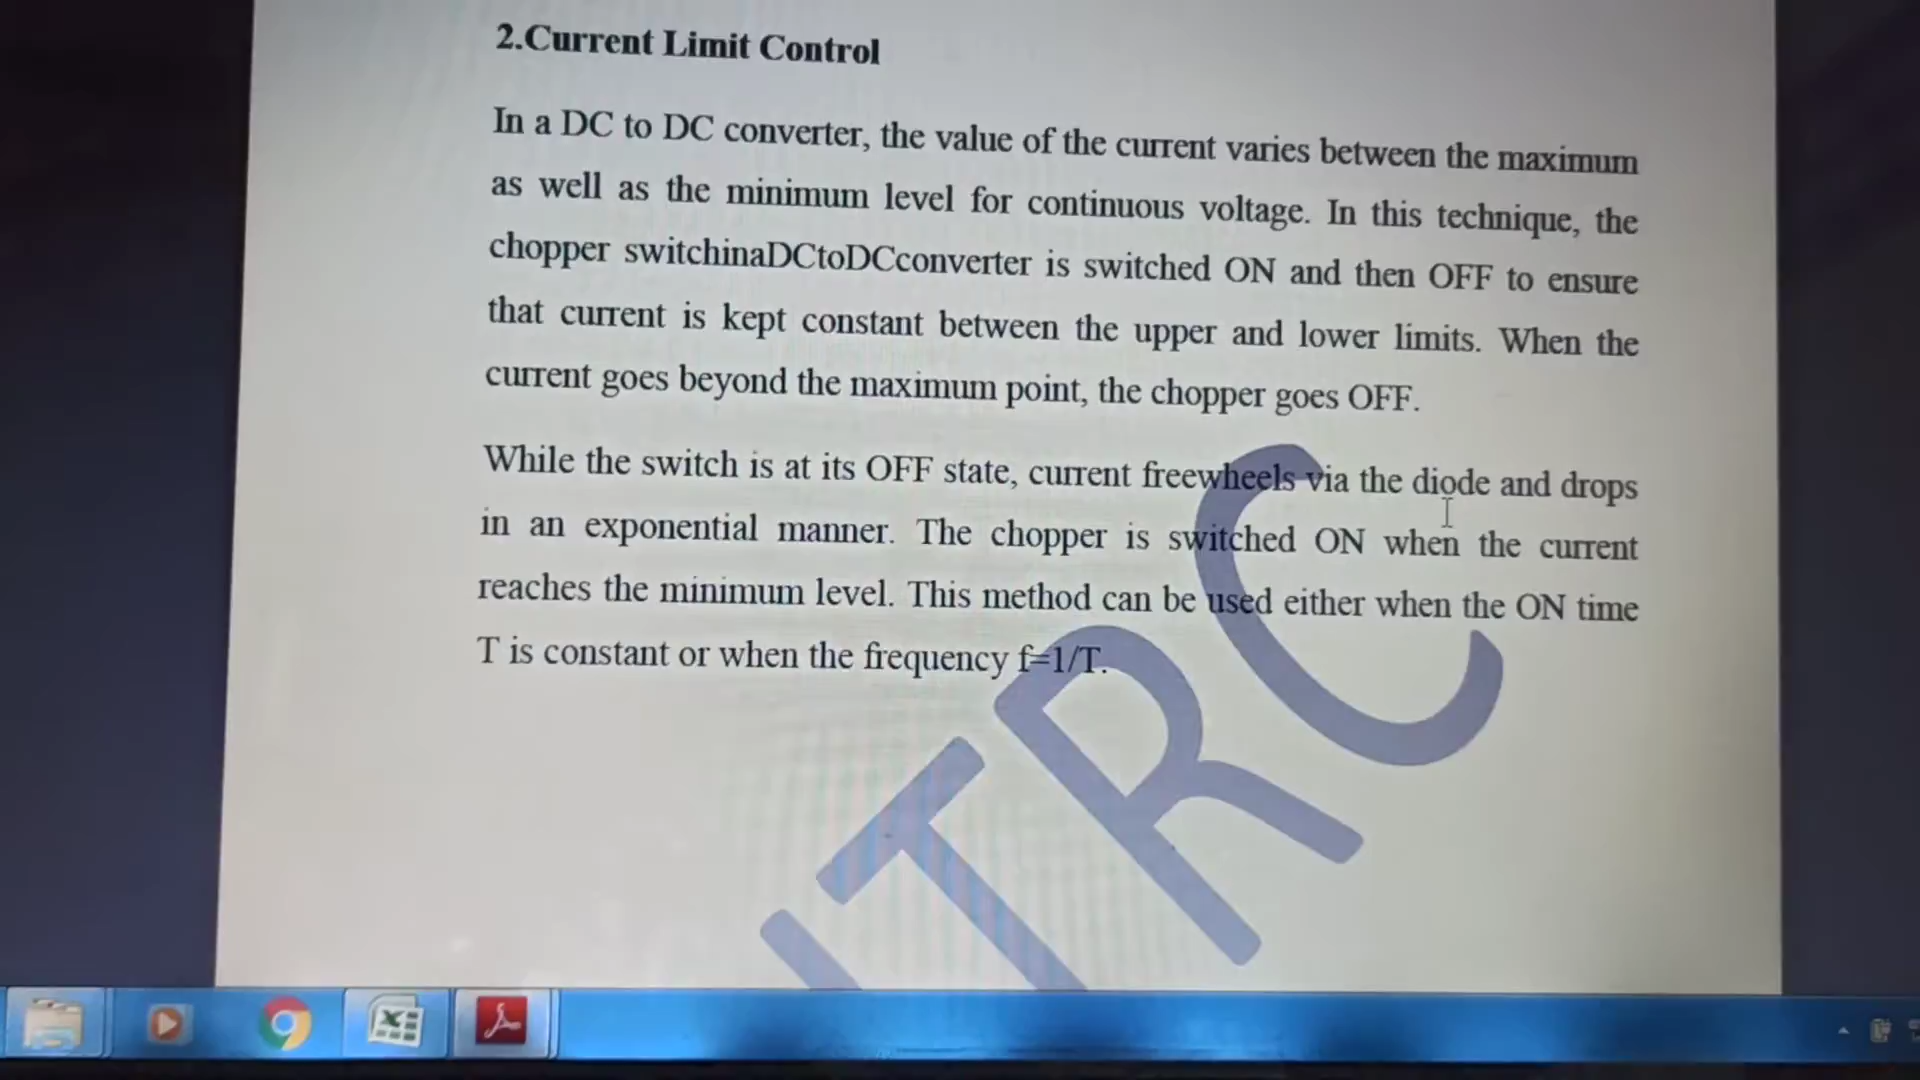 2.Current Limit Control
In a DC to DC converter, the value of the current varies between the maximum
as well as the minimum level for continuous voltage. In this technique, the
chopper switchinaDCtoDCconverter is switched ON and then OFF to ensure
that current is kept constant between the upper and lower limits. When the
current goes beyond the maximum point, the chopper goes OFF.
While the switch is at its OFF state, current freewheels via the diode and drops
in an exponential manner. The chopper is switched ON when the current
reaches the minimum level. This method can be used either when the ON time
T is constant or when the frequency f=1/T.
TRC